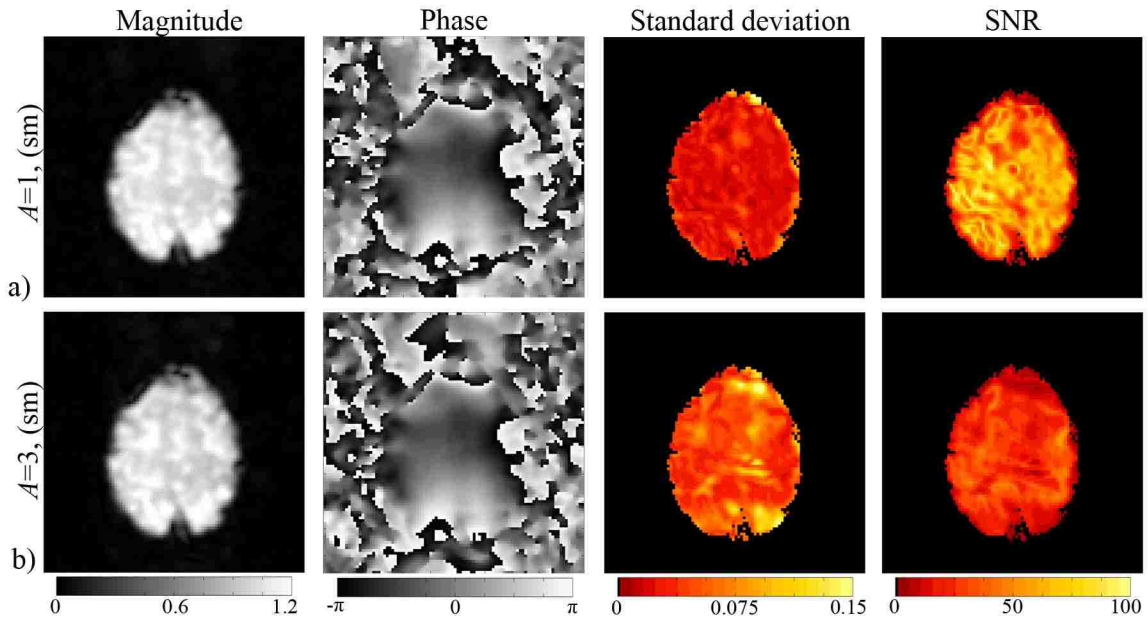 Magnitude Phase Standard deviation SNR
A=1, (sm)
a)
A=3, (sm)
b)
0 0.6 1.2 -π 0 π 0 0.075 0.15 0 50 100